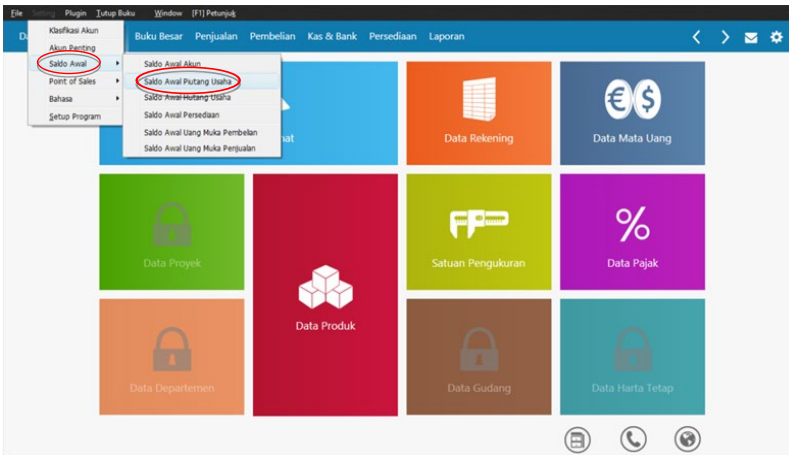 File Setting Plugin Tutup Buku Window [F1] Petunjuk
Da Buku Besar Penjualan Pembelian Kas & Bank Persediaan Laporan
Klasifikasi Akun
Akun Penting
Saldo Awal
Point of Sales
Bahasa
Setup Program
Saldo Awal Akun
Saldo Awal Piutang Usaha
Saldo Awal Hutang Usaha
Saldo Awal Persediaan
Saldo Awal Uang Muka Pembelian
Saldo Awal Uang Muka Penjualan
nat
Data Rekening
Data Mata Uang
Data Proyek
Satuan Pengukuran
Data Pajak
Data Produk
Data Departemen
Data Gudang
Data Harta Tetap